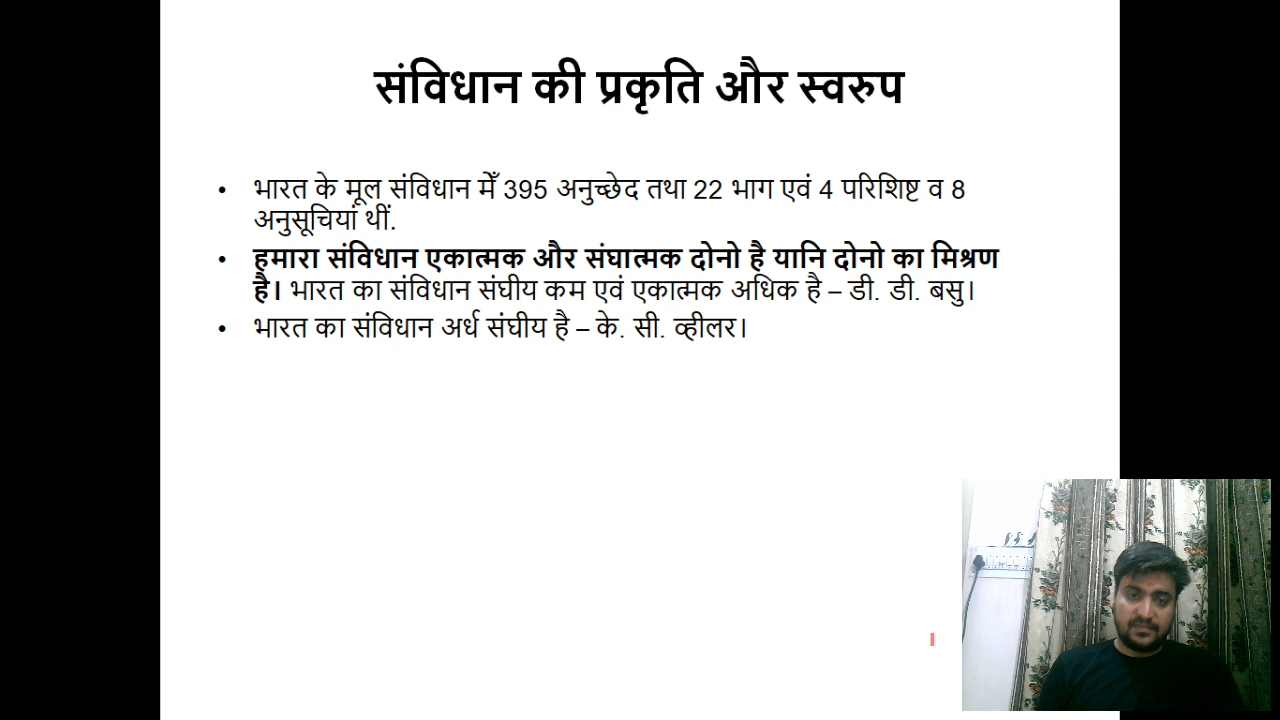 संविधान की प्रकृति और स्वरुप
• भारत के मूल संविधान मेँ 395 अनुच्छेद तथा 22 भाग एवं 4 परिशिष्ट व 8
अनुसूचियां थीं.
• हमारा संविधान एकात्मक और संघात्मक दोनो है यानि दोनो का मिश्रण
है। भारत का संविधान संघीय कम एवं एकात्मक अधिक है – डी. डी. बसु।
• भारत का संविधान अर्ध संघीय है – के. सी. व्हीलर।